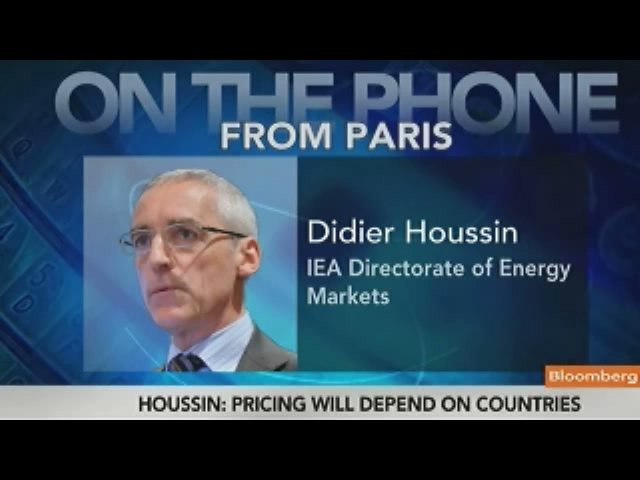 ON THE PHONE
FROM PARIS
Didier Houssin
IEA Directorate of Energy
Markets
Bloomberg
HOUSSIN: PRICING WILL DEPEND ON COUNTRIES